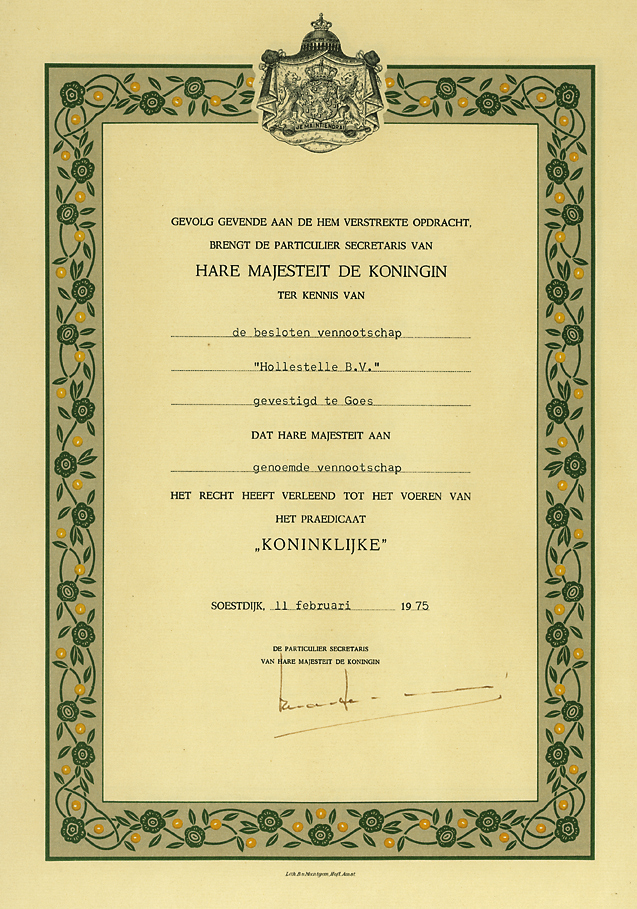 JE MAINTIENDRAI
GEVOLG GEVENDE AAN DE HEM VERSTREKTE OPDRACHT,
BRENGT DE PARTICULIER SECRETARIS VAN
HARE MAJESTEIT DE KONINGIN
TER KENNIS VAN
de besloten vennootschap
"Hollestelle B.V."
gevestigd te Goes
DAT HARE MAJESTEIT AAN
genoemde vennootschap
HET RECHT HEEFT VERLEEND TOT HET VOEREN VAN
HET PRAEDICAAT
„KONINKLIJKE”
SOESTDIJK, 11 februari 1975
DE PARTICULIER SECRETARIS
VAN HARE MAJESTEIT DE KONINGIN
Lith. Amst